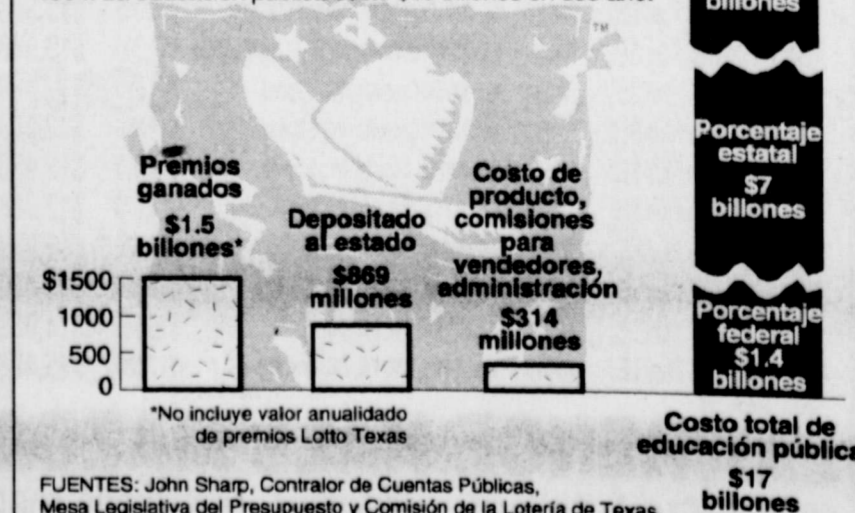 billones
TM
Premios
ganados
$1.5
billones*
Depositado
al estado
$869
millones
Costo de
producto,
comisiones
para
vendedores,
administración
$314
millones
$1500
1000
500
0
*No incluye valor anualidado
de premios Lotto Texas
Porcentaje
estatal
$7
billones
Porcentaje
federal
$1.4
billones
Costo total de
educación pública
$17
billones
FUENTES: John Sharp, Contralor de Cuentas Públicas,
Mesa Legislativa del Presupuesto y Comisión de la Lotería de Texas